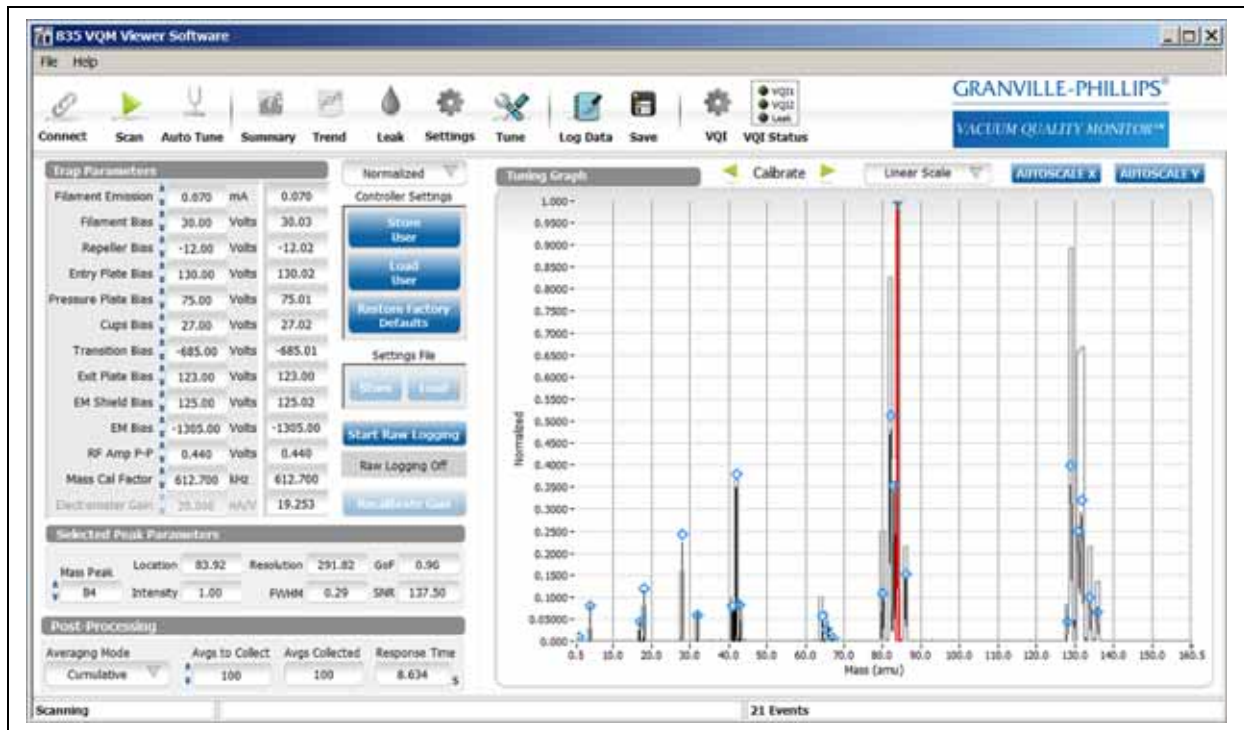 835 VQM Viewer Software
File Help
Connect Scan Auto Tune Summary Trend Leak Settings Tune Log Data Save VQI VQI Status
VQI1
VQI2
Leak
GRANVILLE-PHILLIPS®
VACUUM QUALITY MONITOR™
Trap Parameters
Filament Emission 0.070 mA 0.070
Filament Bias 30.00 Volts 30.03
Repeller Bias -12.00 Volts -12.02
Entry Plate Bias 130.00 Volts 130.02
Pressure Plate Bias 75.00 Volts 75.01
Cups Bias 27.00 Volts 27.02
Transition Bias -685.00 Volts -685.01
Exit Plate Bias 123.00 Volts 123.00
EM Shield Bias 125.00 Volts 125.02
EM Bias -1305.00 Volts -1305.00
RF Amp P-P 0.440 Volts 0.440
Mass Cal Factor 612.700 kHz 612.700
Electrometer Gain nA/V 19.253
Normalized
Controller Settings
Store
User
Load
User
Restore Factory
Defaults
Settings File
Store Load
Start Raw Logging
Raw Logging Off
Recalibrate Gain
Selected Peak Parameters
Mass Peak Location 83.92 Resolution 291.82 GoF 0.96
84 Intensity 1.00 FWHM 0.29 SNR 137.50
Post-Processing
Averaging Mode Avgs to Collect Avgs Collected Response Time
Cumulative 100 100 8.634 s
Tuning Graph
Calibrate
Linear Scale
AUTOSCALE X AUTOSCALE Y
Normalized
1.000
0.9500
0.9000
0.8500
0.8000
0.7500
0.7000
0.6500
0.6000
0.5500
0.5000
0.4500
0.4000
0.3500
0.3000
0.2500
0.2000
0.1500
0.1000
0.05000
0.000
0.5 10.0 20.0 30.0 40.0 50.0 60.0 70.0 80.0 90.0 100.0 110.0 120.0 130.0 140.0 150.0 160.5
Mass (amu)
Scanning
21 Events